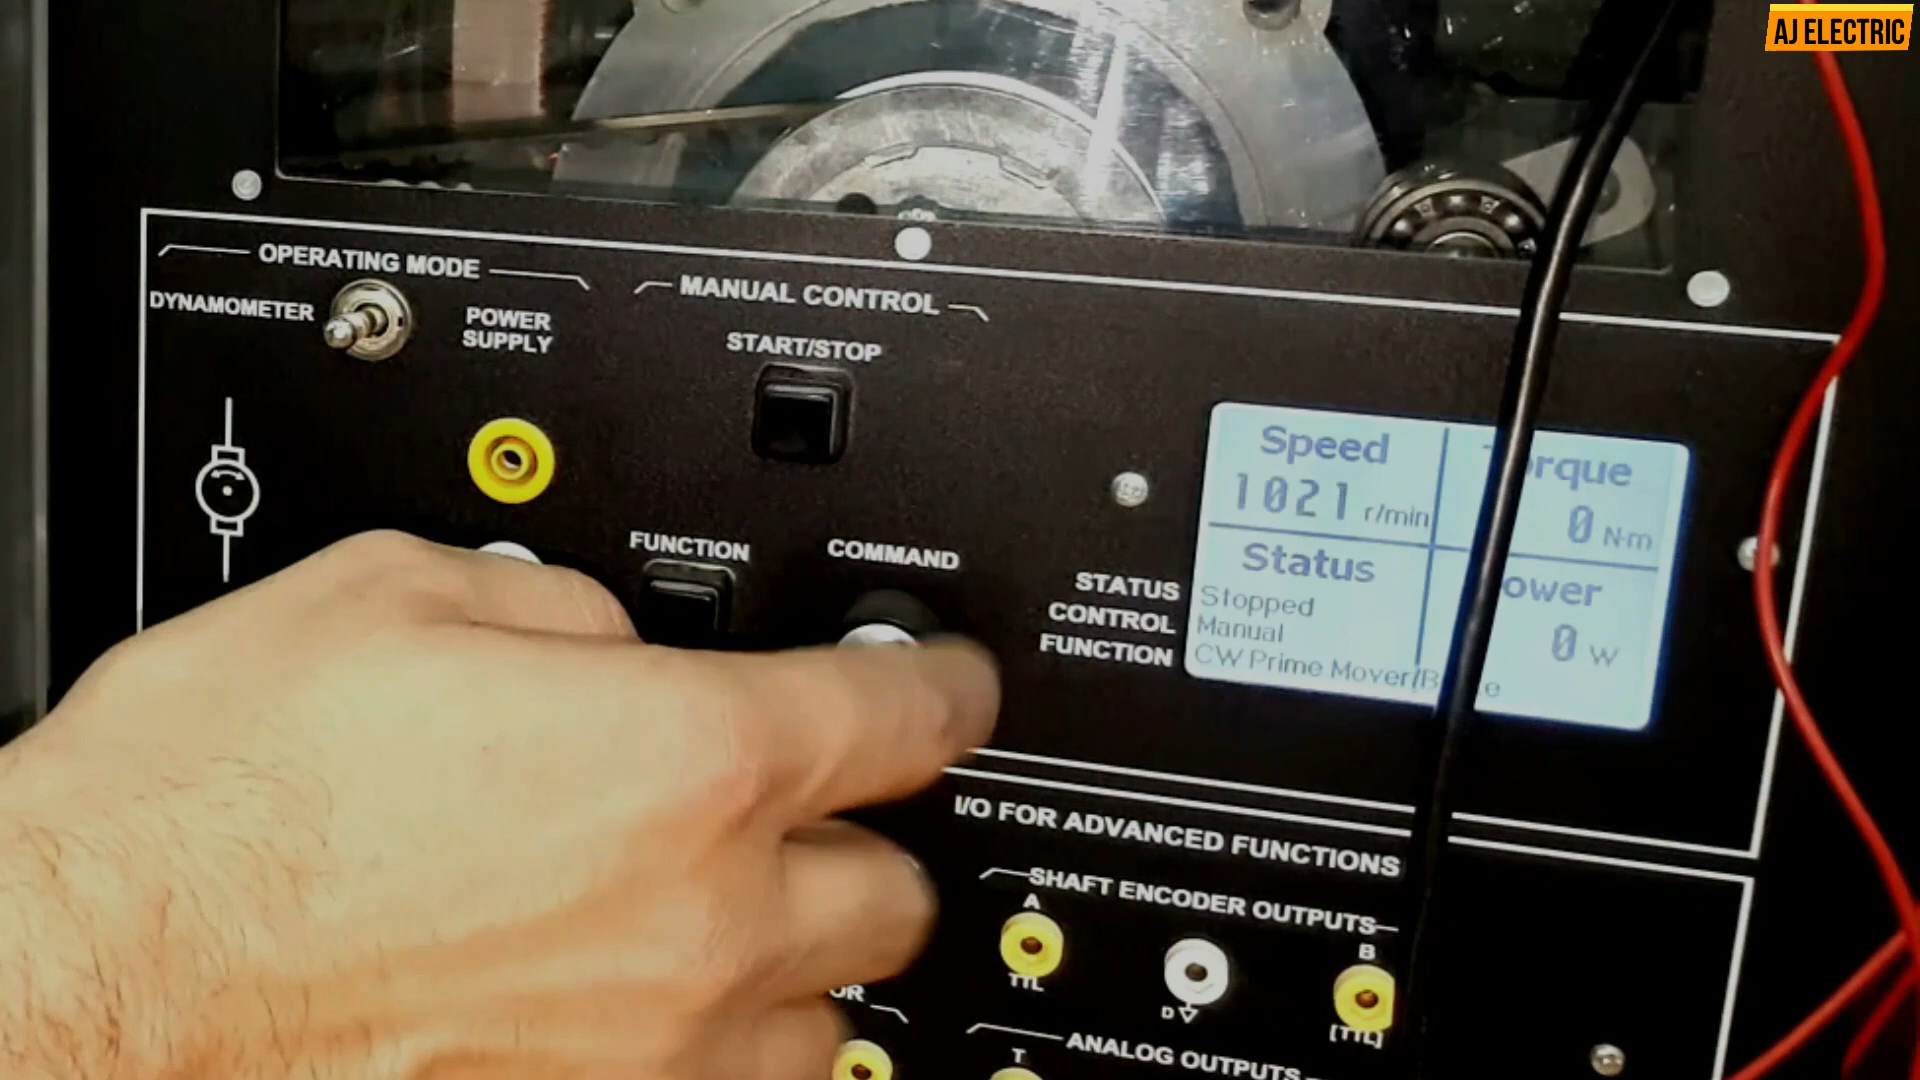 AJ ELECTRIC
OPERATING MODE
DYNAMOMETER
POWER
SUPPLY
MANUAL CONTROL
START/STOP
FUNCTION
COMMAND
STATUS
CONTROL
FUNCTION
Speed
1021 r/min
0 N·m
Status
Stopped
Manual
CW Prime Mover/
0 W
I/O FOR ADVANCED FUNCTIONS
SHAFT ENCODER OUTPUTS
A
B
TTL
D
[TTL]
ANALOG OUTPUTS
T